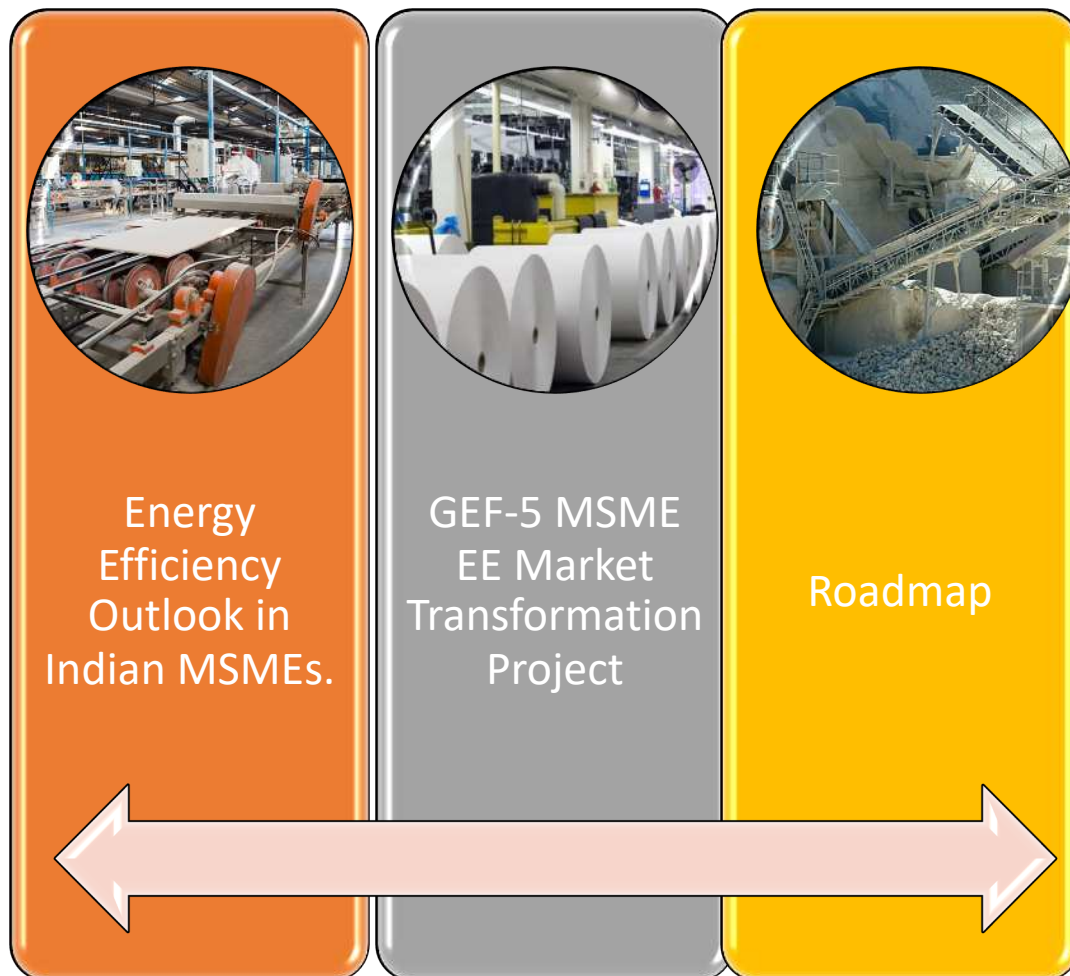 Energy
Efficiency
Outlook in
Indian MSMEs.
GEF-5 MSME
EE Market
Transformation
Project
Roadmap